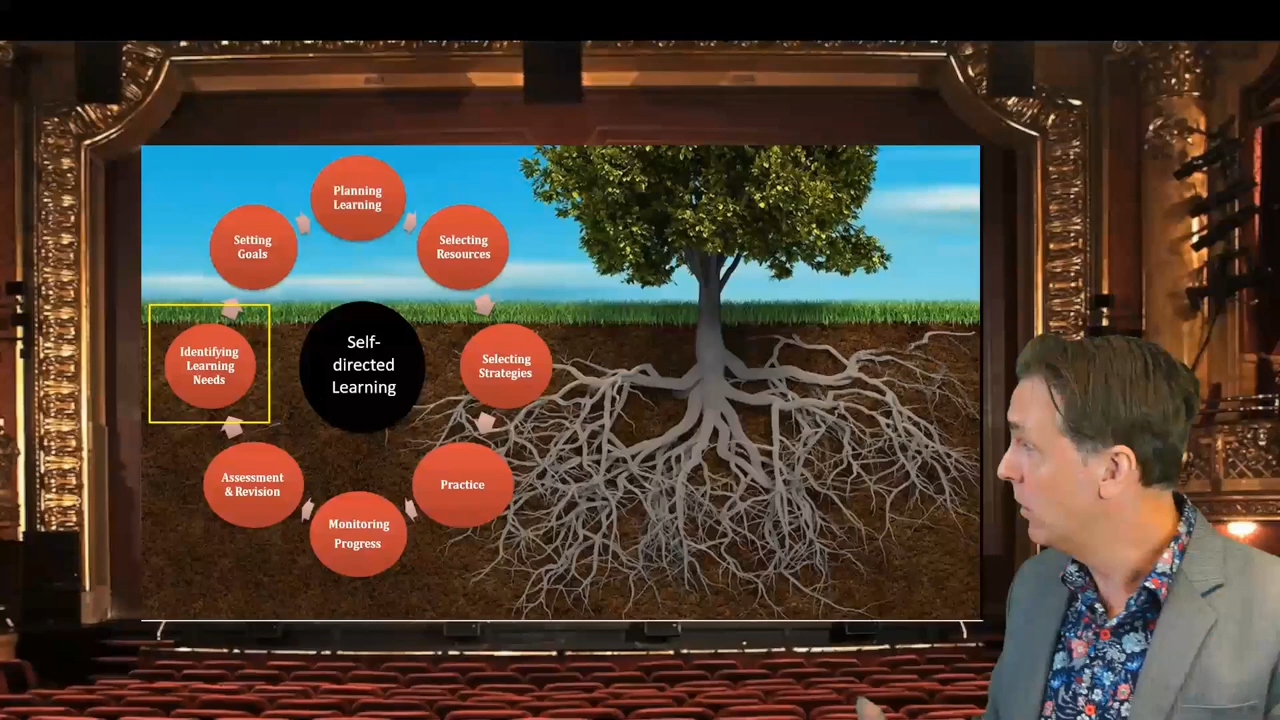 Planning
Learning
Setting
Goals
Selecting
Resources
Identifying
Learning
Needs
Self-
directed
Learning
Selecting
Strategies
Assessment
& Revision
Practice
Monitoring
Progress